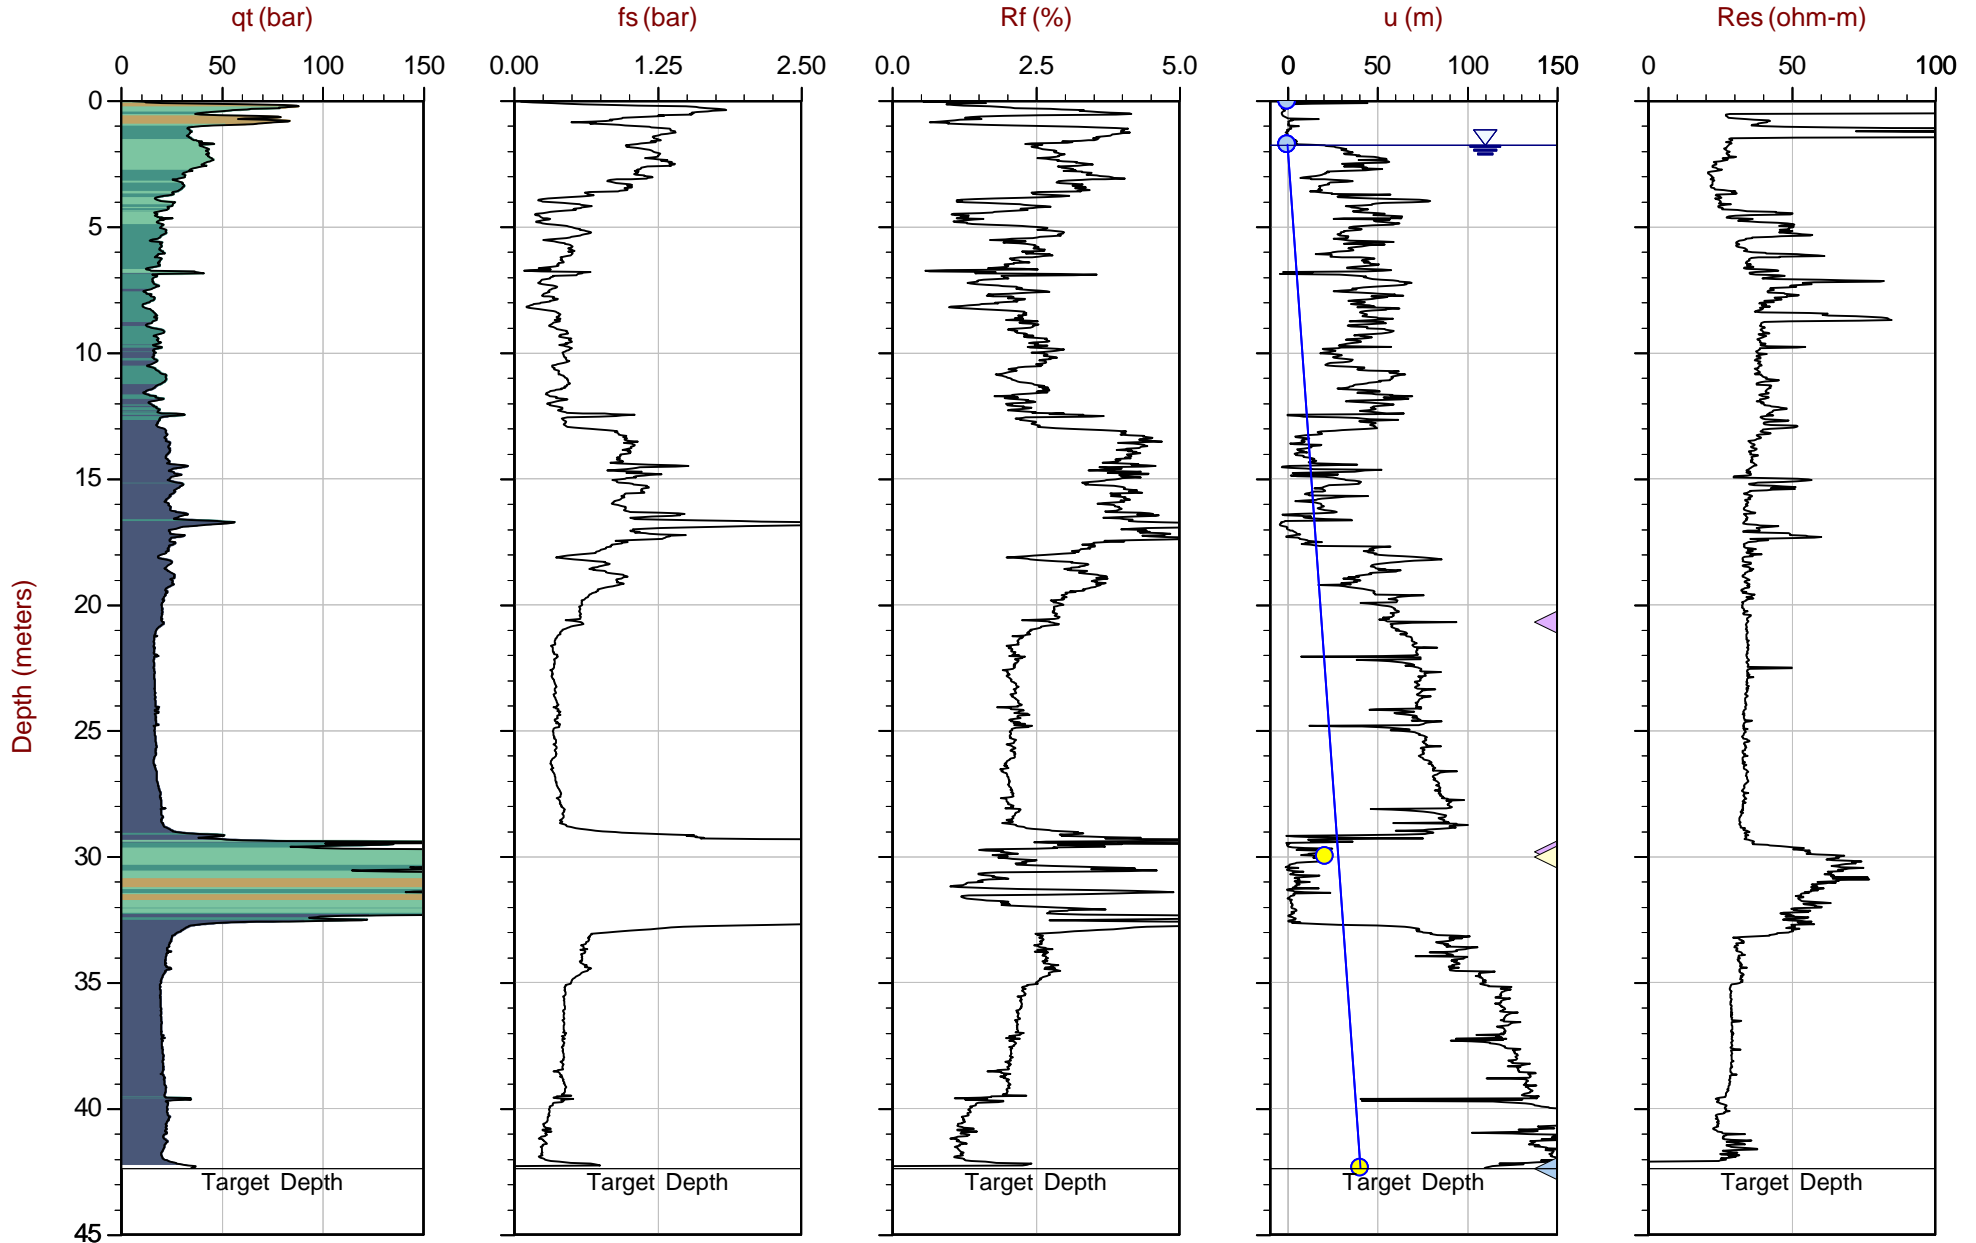 qt (bar) fs (bar) Rf (%) u (m) Res (ohm-m)
0 50 100 150 0.00 1.25 2.50 0.0 2.5 5.0 0 50 100 150 0 50 100
0
5
10
15
20
25
30
35
40
45
Depth (meters)
Target Depth Target Depth Target Depth Target Depth Target Depth